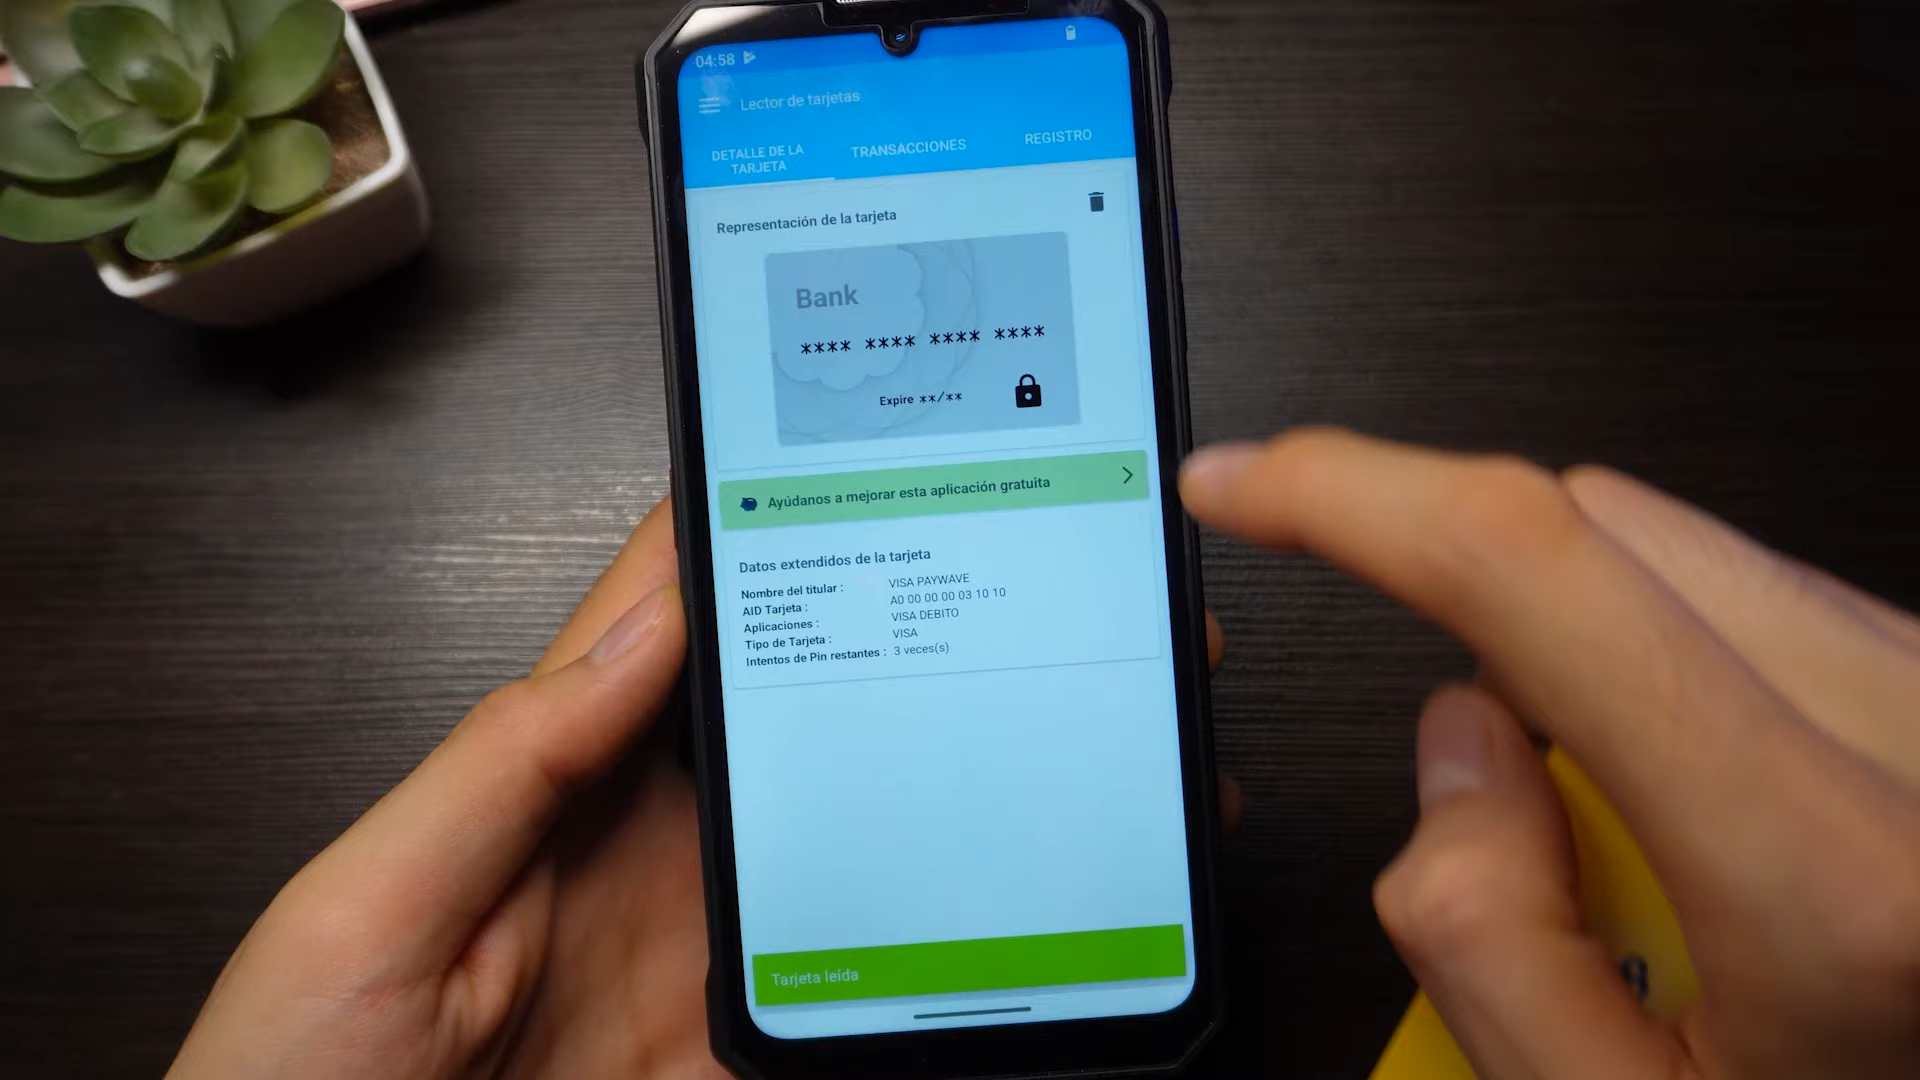 04:58
Lector de tarjetas
DETALLE DE LA
TARJETA
TRANSACCIONES
REGISTRO
Representación de la tarjeta
Bank
**** **** **** ****
Expire **/**
Ayúdanos a mejorar esta aplicación gratuita
Datos extendidos de la tarjeta
Nombre del titular : VISA PAYWAVE
AID Tarjeta : A0 00 00 00 03 10 10
Aplicaciones : VISA DEBITO
Tipo de Tarjeta : VISA
Intentos de Pin restantes : 3 veces(s)
Tarjeta leída